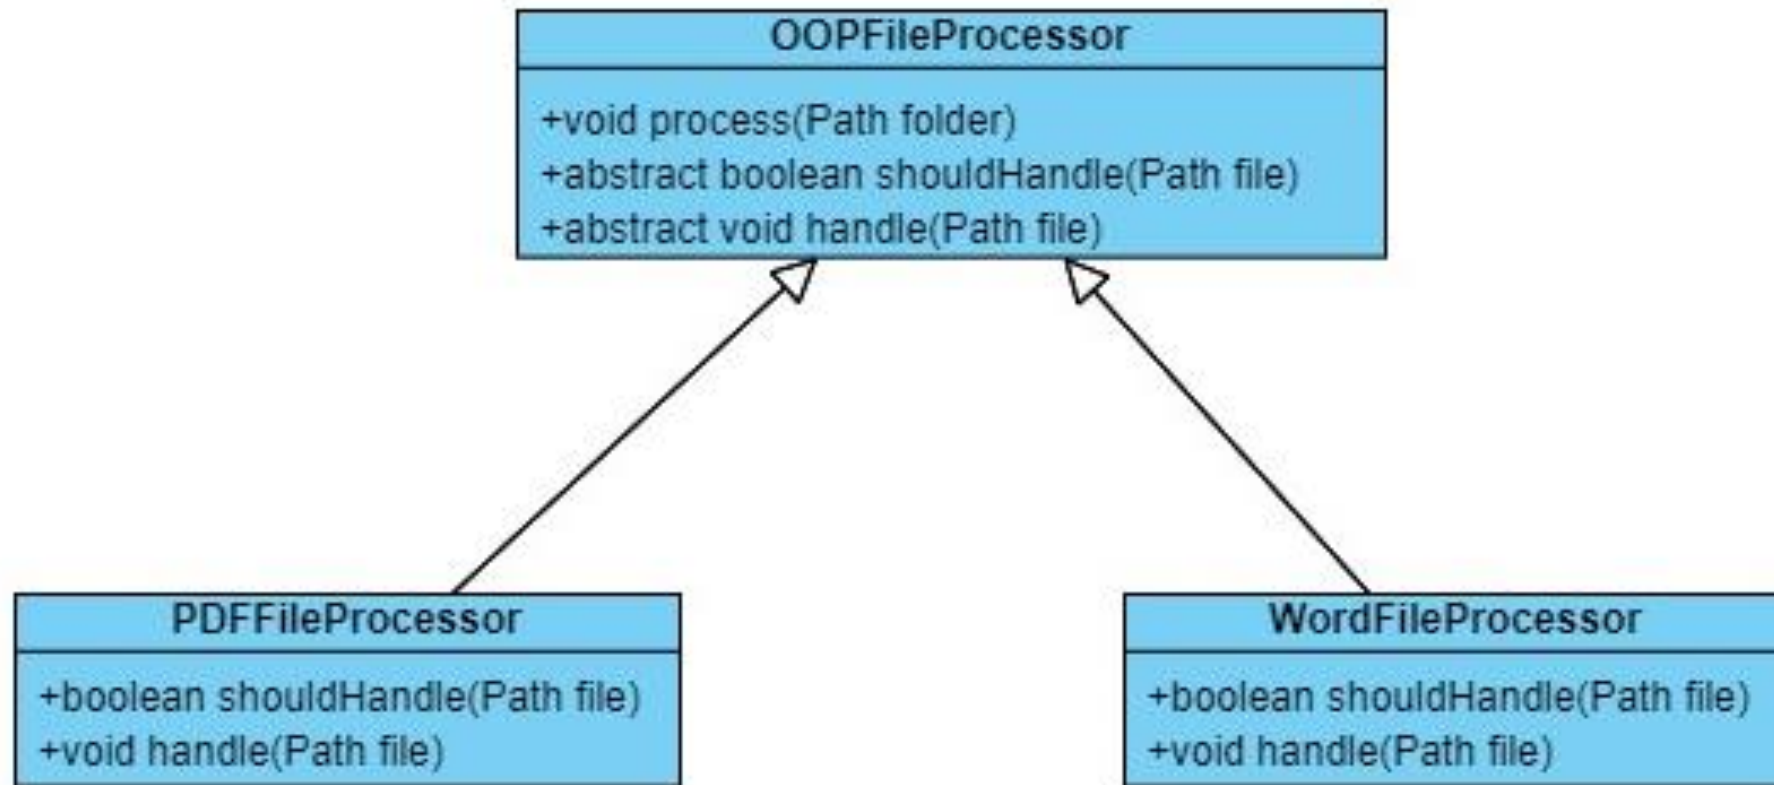 OOPFileProcessor
+void process(Path folder)
+abstract boolean shouldHandle(Path file)
+abstract void handle(Path file)
PDFFileProcessor
+boolean shouldHandle(Path file)
+void handle(Path file)
WordFileProcessor
+boolean shouldHandle(Path file)
+void handle(Path file)